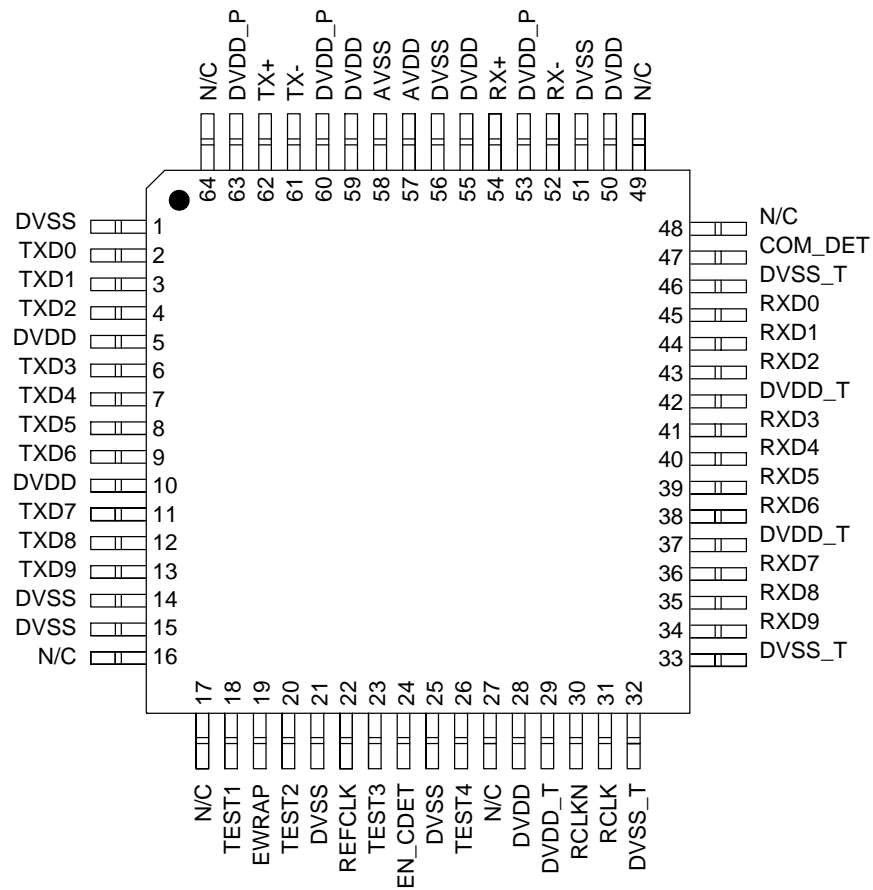 N/C
DVDD_P
TX+
TX-
DVDD_P
DVDD
AVSS
AVDD
DVSS
DVDD
RX+
DVDD_P
RX-
DVSS
DVDD
N/C
64
63
62
61
60
59
58
57
56
55
54
53
52
51
50
49
DVSS 1
TXD0 2
TXD1 3
TXD2 4
DVDD 5
TXD3 6
TXD4 7
TXD5 8
TXD6 9
DVDD 10
TXD7 11
TXD8 12
TXD9 13
DVSS 14
DVSS 15
N/C 16
48 N/C
47 COM_DET
46 DVSS_T
45 RXD0
44 RXD1
43 RXD2
42 DVDD_T
41 RXD3
40 RXD4
39 RXD5
38 RXD6
37 DVDD_T
36 RXD7
35 RXD8
34 RXD9
33 DVSS_T
17
18
19
20
21
22
23
24
25
26
27
28
29
30
31
32
N/C
TEST1
EWRAP
TEST2
DVSS
REFCLK
TEST3
EN_CDET
DVSS
TEST4
N/C
DVDD
DVDD_T
RCLKN
RCLK
DVSS_T